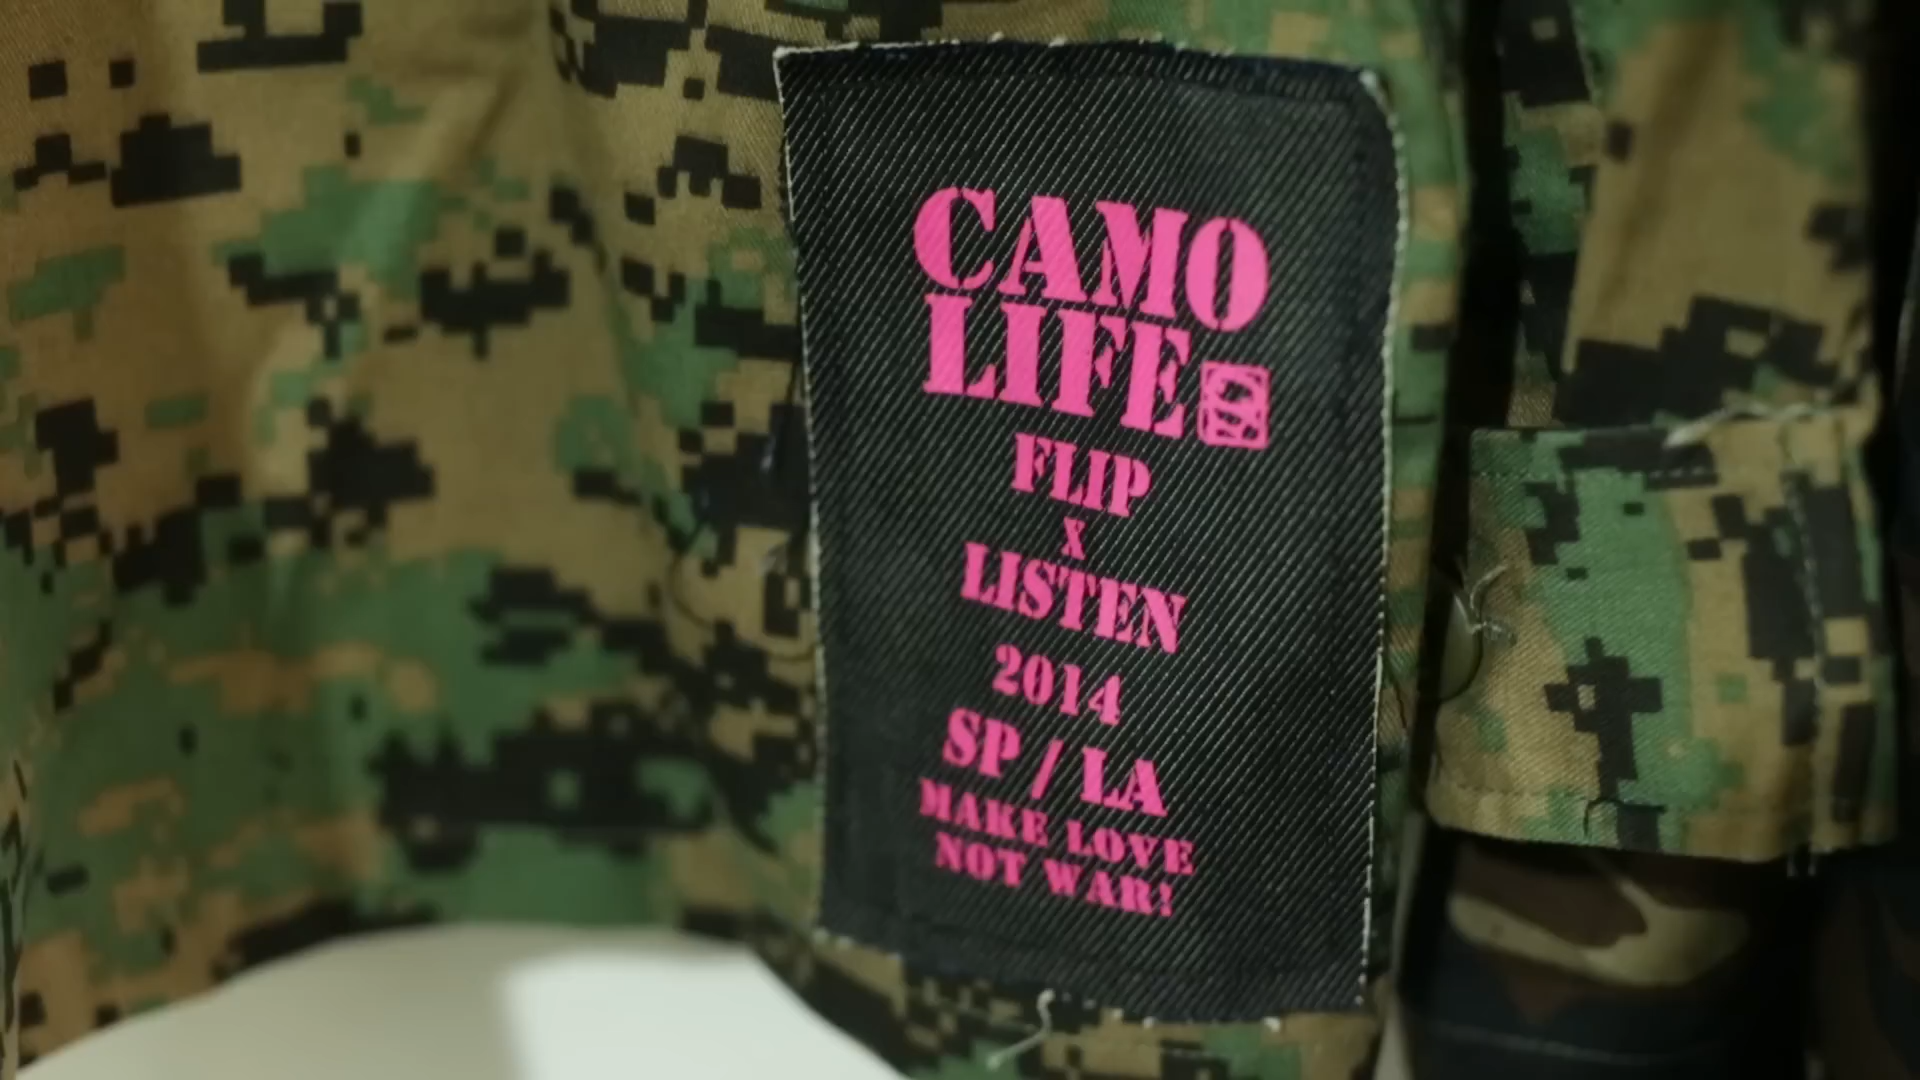 CAMO
LIFE
FLIP
X
LISTEN
2014
SP / LA
MAKE LOVE
NOT WAR!